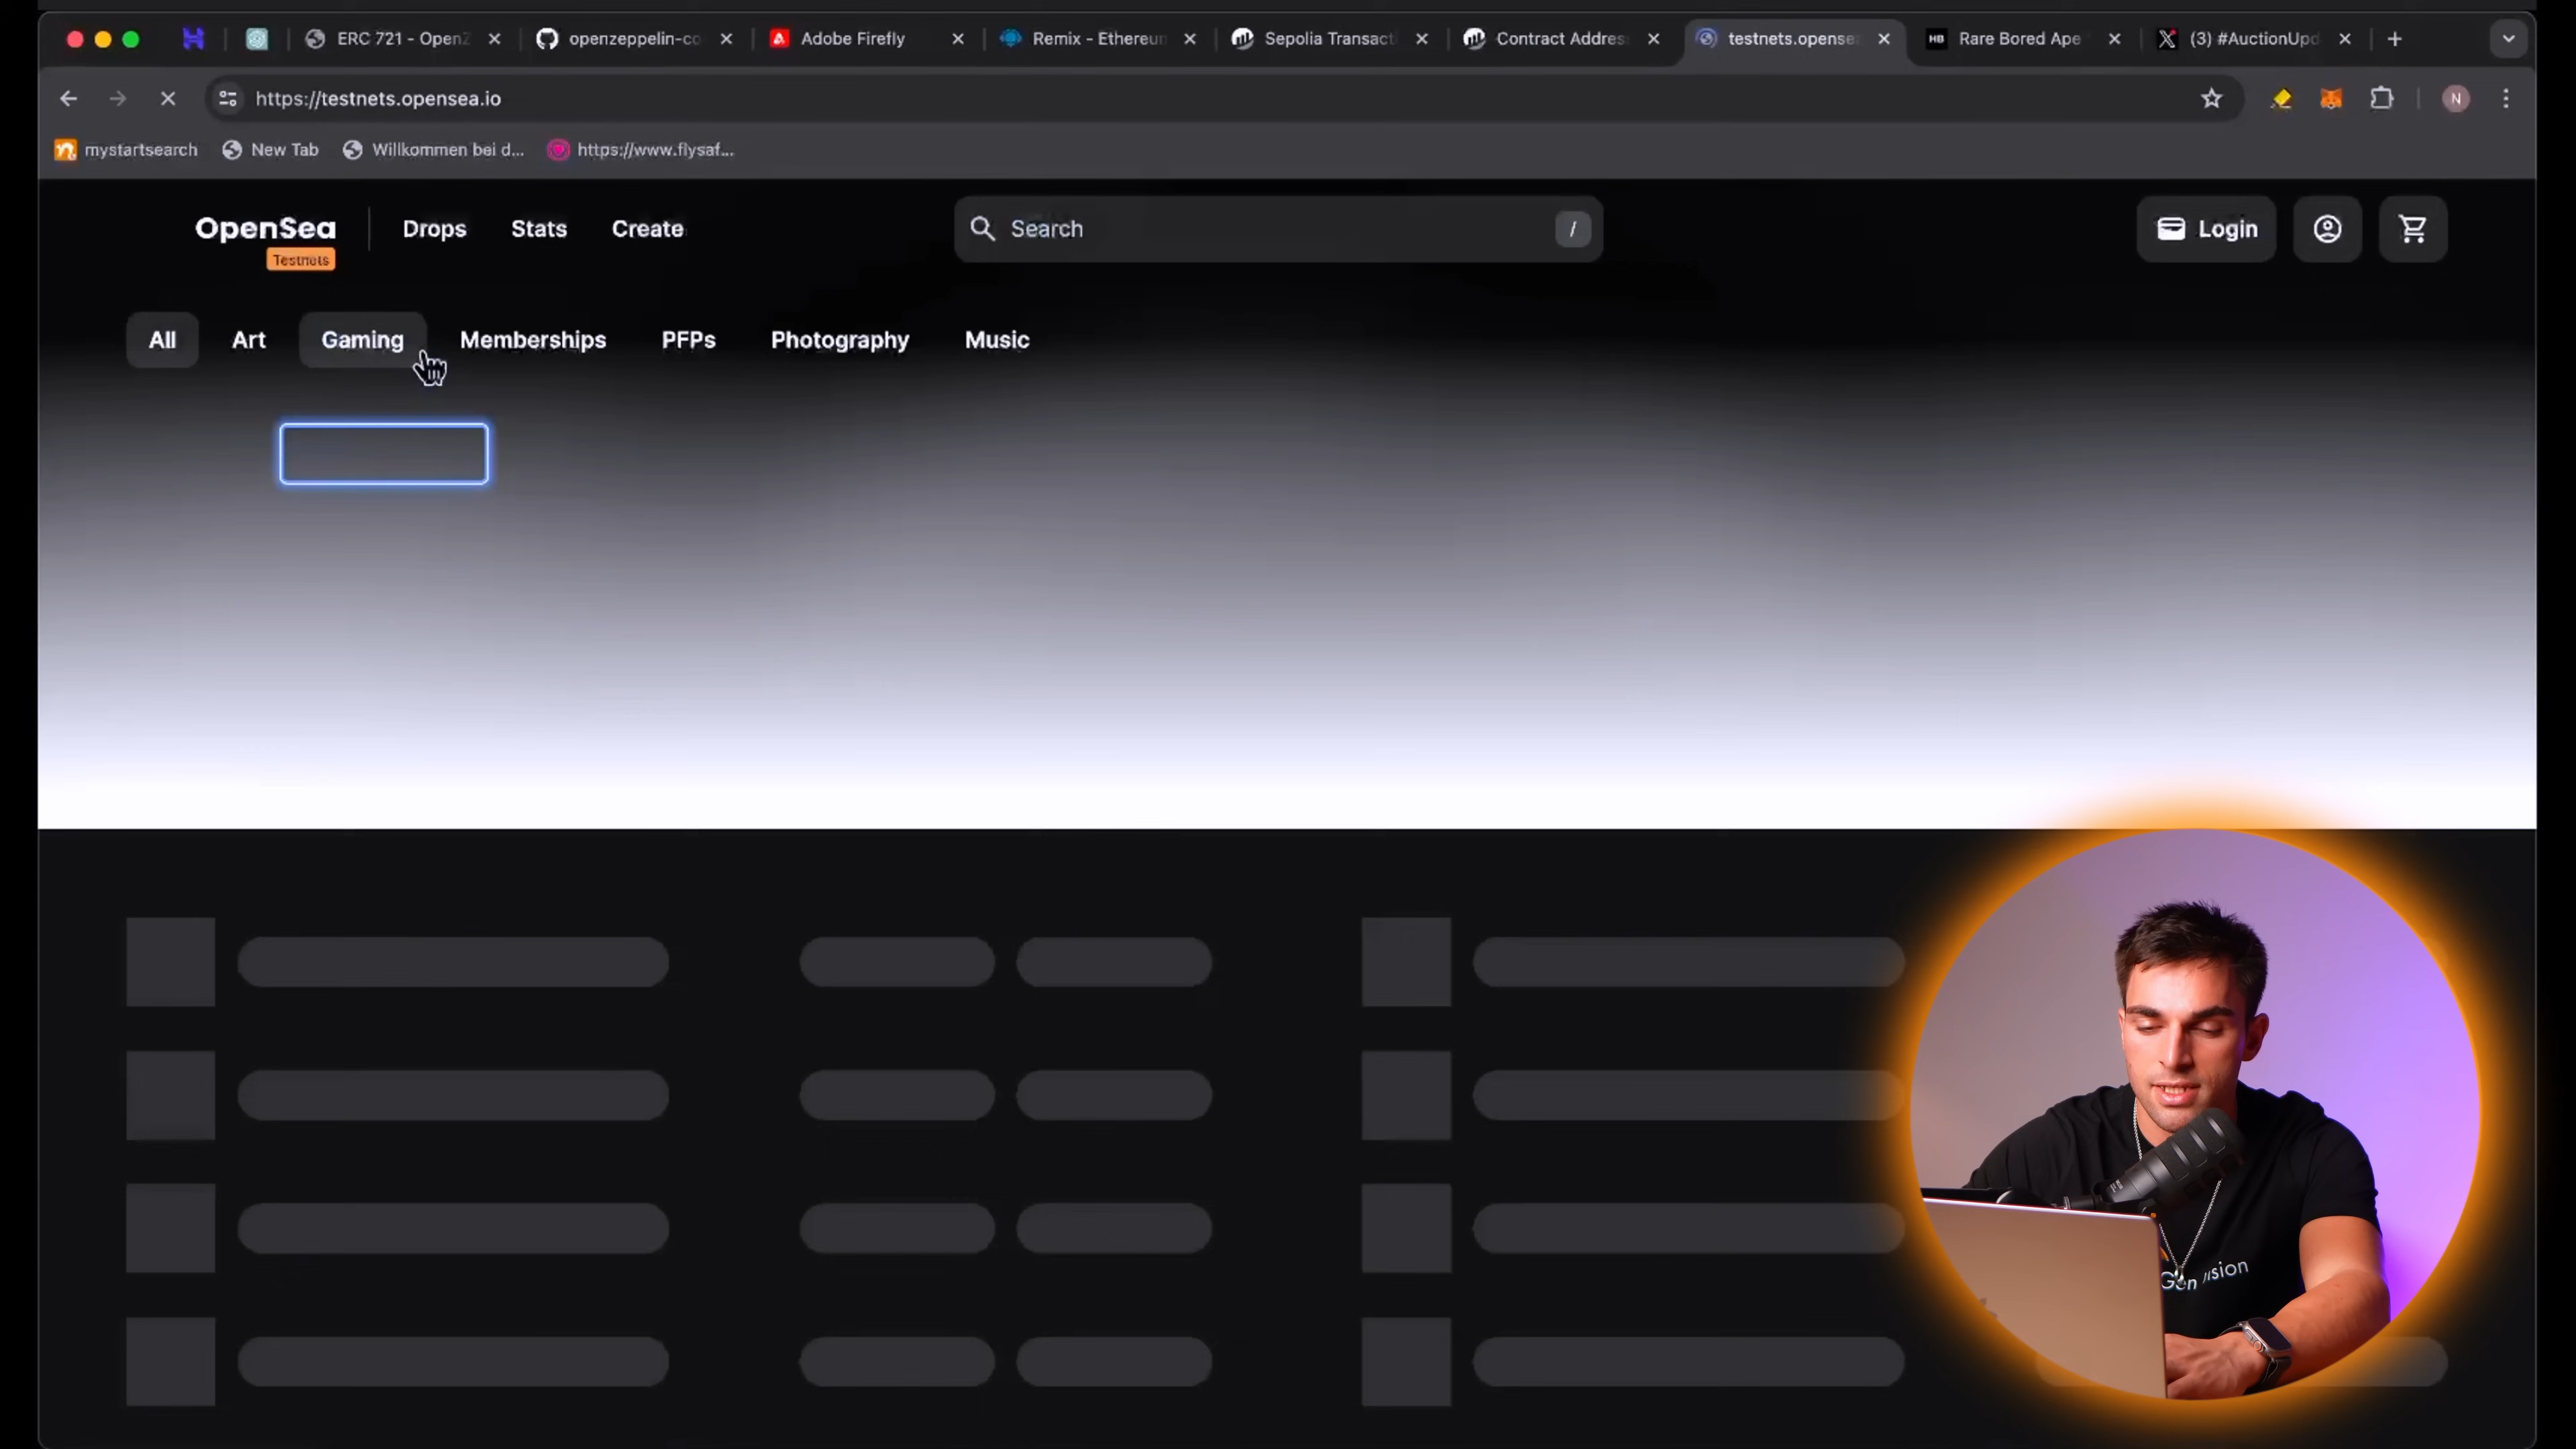 ERC 721 - OpenZ
openzeppelin-co
Adobe Firefly
Remix - Ethereum
Sepolia Transact
Contract Addres
testnets.opense
HB
Rare Bored Ape
(3) #AuctionUpd
https://testnets.opensea.io
N
mystartsearch
New Tab
Willkommen bei d...
https://www.flysaf...
OpenSea
Testnets
Drops
Stats
Create
Search
/
Login
All
Art
Gaming
Memberships
PFPs
Photography
Music
Gen